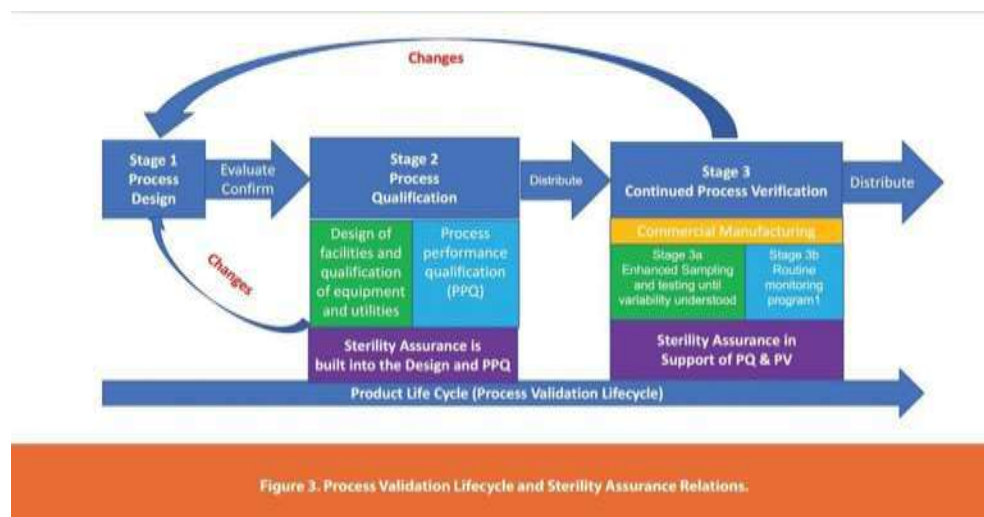 Changes
Stage 1
Process
Design
Evaluate
Confirm
Stage 2
Process
Qualification
Distribute
Stage 3
Continued Process Verification
Distribute
Changes
Design of
facilities and
qualification
of equipment
and utilities
Process
performance
qualification
(PPQ)
Commercial Manufacturing
Stage 3a
Enhanced Sampling
and testing until
variability understood
Stage 3b
Routine
monitoring
program1
Sterility Assurance is
built into the Design and PPQ
Sterility Assurance in
Support of PQ & PV
Product Life Cycle (Process Validation Lifecycle)
Figure 3. Process Validation Lifecycle and Sterility Assurance Relations.